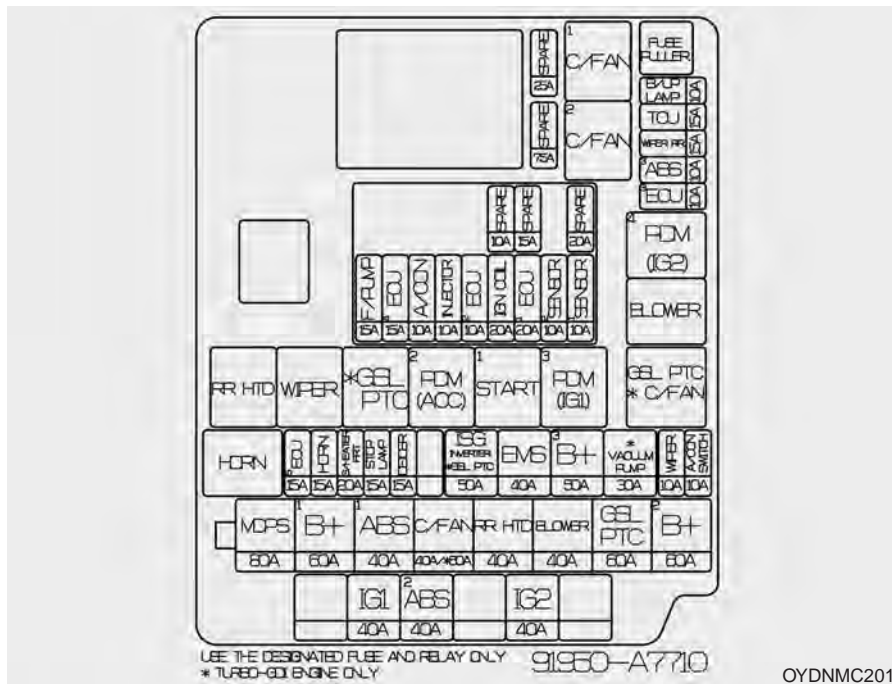 SPARE 25A
1 C/FAN
FUSE PULLER
B/UP LAMP 10A
TCU 15A
SPARE 7.5A
2 C/FAN
WIPER RR 15A
3 ABS 10A
ECU 10A
SPARE 10A
SPARE 15A
SPARE 20A
4 PDM (IG2)
F/PUMP 15A
ECU 15A
A/CON 10A
INJECTOR 10A
ECU 10A
IGN COIL 20A
ECU 20A
SENSOR 10A
SENSOR 10A
BLOWER
RR HTD
WIPER
*GSL PTC
2 PDM (ACC)
1 START
3 PDM (IG1)
GSL PTC * C/FAN
HORN
ECU 15A
HORN 15A
S/HEATER FRT 20A
STOP LAMP 15A
DEICER 15A
ISG INVERTER *GSL PTC 50A
EMS 40A
3 B+ 50A
* VACUUM PUMP 30A
WIPER 10A
A/CON SWITCH 10A
MDPS 80A
1 B+ 60A
1 ABS 40A
C/FAN 40A/*60A
RR HTD 40A
BLOWER 40A
GSL PTC 60A
2 B+ 60A
IG1 40A
2 ABS 40A
IG2 40A
USE THE DESIGNATED FUSE AND RELAY ONLY
* TURBO-GDI ENGINE ONLY
91950-A7710
OYDNMC201